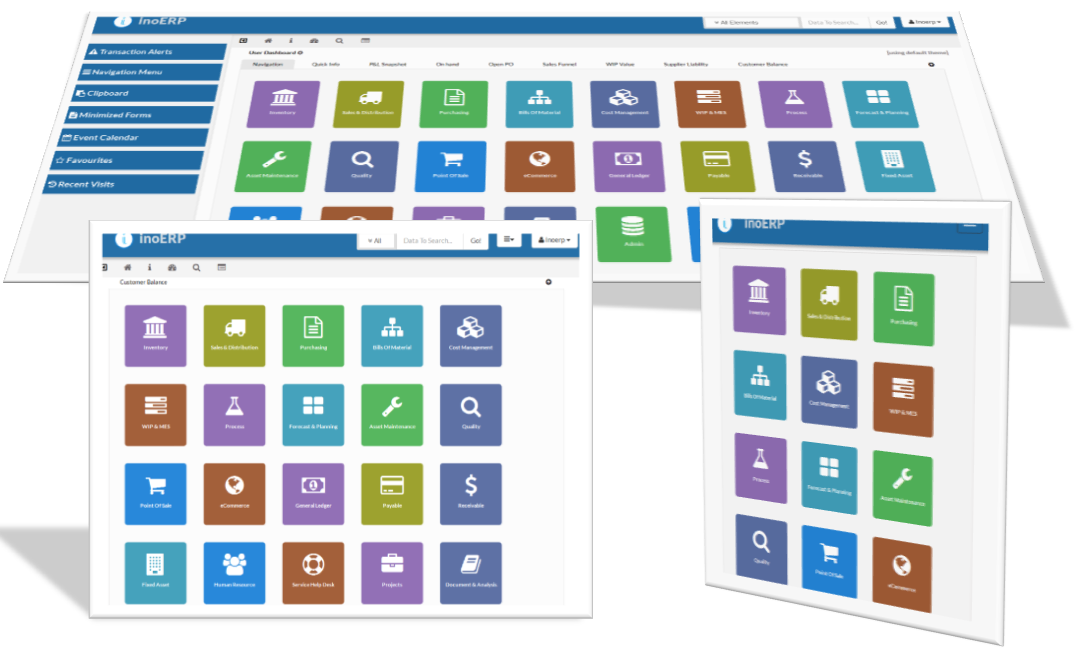 InoERP
All Elements Data To Search... Go! Inoerp
Transaction Alerts
Navigation Menu
Clipboard
Minimized Forms
Event Calendar
Favourites
Recent Visits
User Dashboard
[using default theme],
Navigation Quick Info P&L Snapshot On-hand Open PO Sales Funnel WIP Value Supplier Liability Customer Balance
Inventory Sales & Distribution Purchasing Bills Of Material Cost Management WIP & MES Process Forecast & Planning
Asset Maintenance Quality Point Of Sale eCommerce General Ledger Payable Receivable Fixed Asset
Admin
InoERP
All Data To Search... Go! Inoerp
Customer Balance
Inventory Sales & Distribution Purchasing Bills Of Material Cost Management
WIP & MES Process Forecast & Planning Asset Maintenance Quality
Point Of Sale eCommerce General Ledger Payable Receivable
Fixed Asset Human Resource Service Help Desk Projects Document & Analysis
InoERP
Inventory Sales & Distribution Purchasing
Bills Of Material Cost Management WIP & MES
Process Forecast & Planning Asset Maintenance
Quality Point Of Sale eCommerce